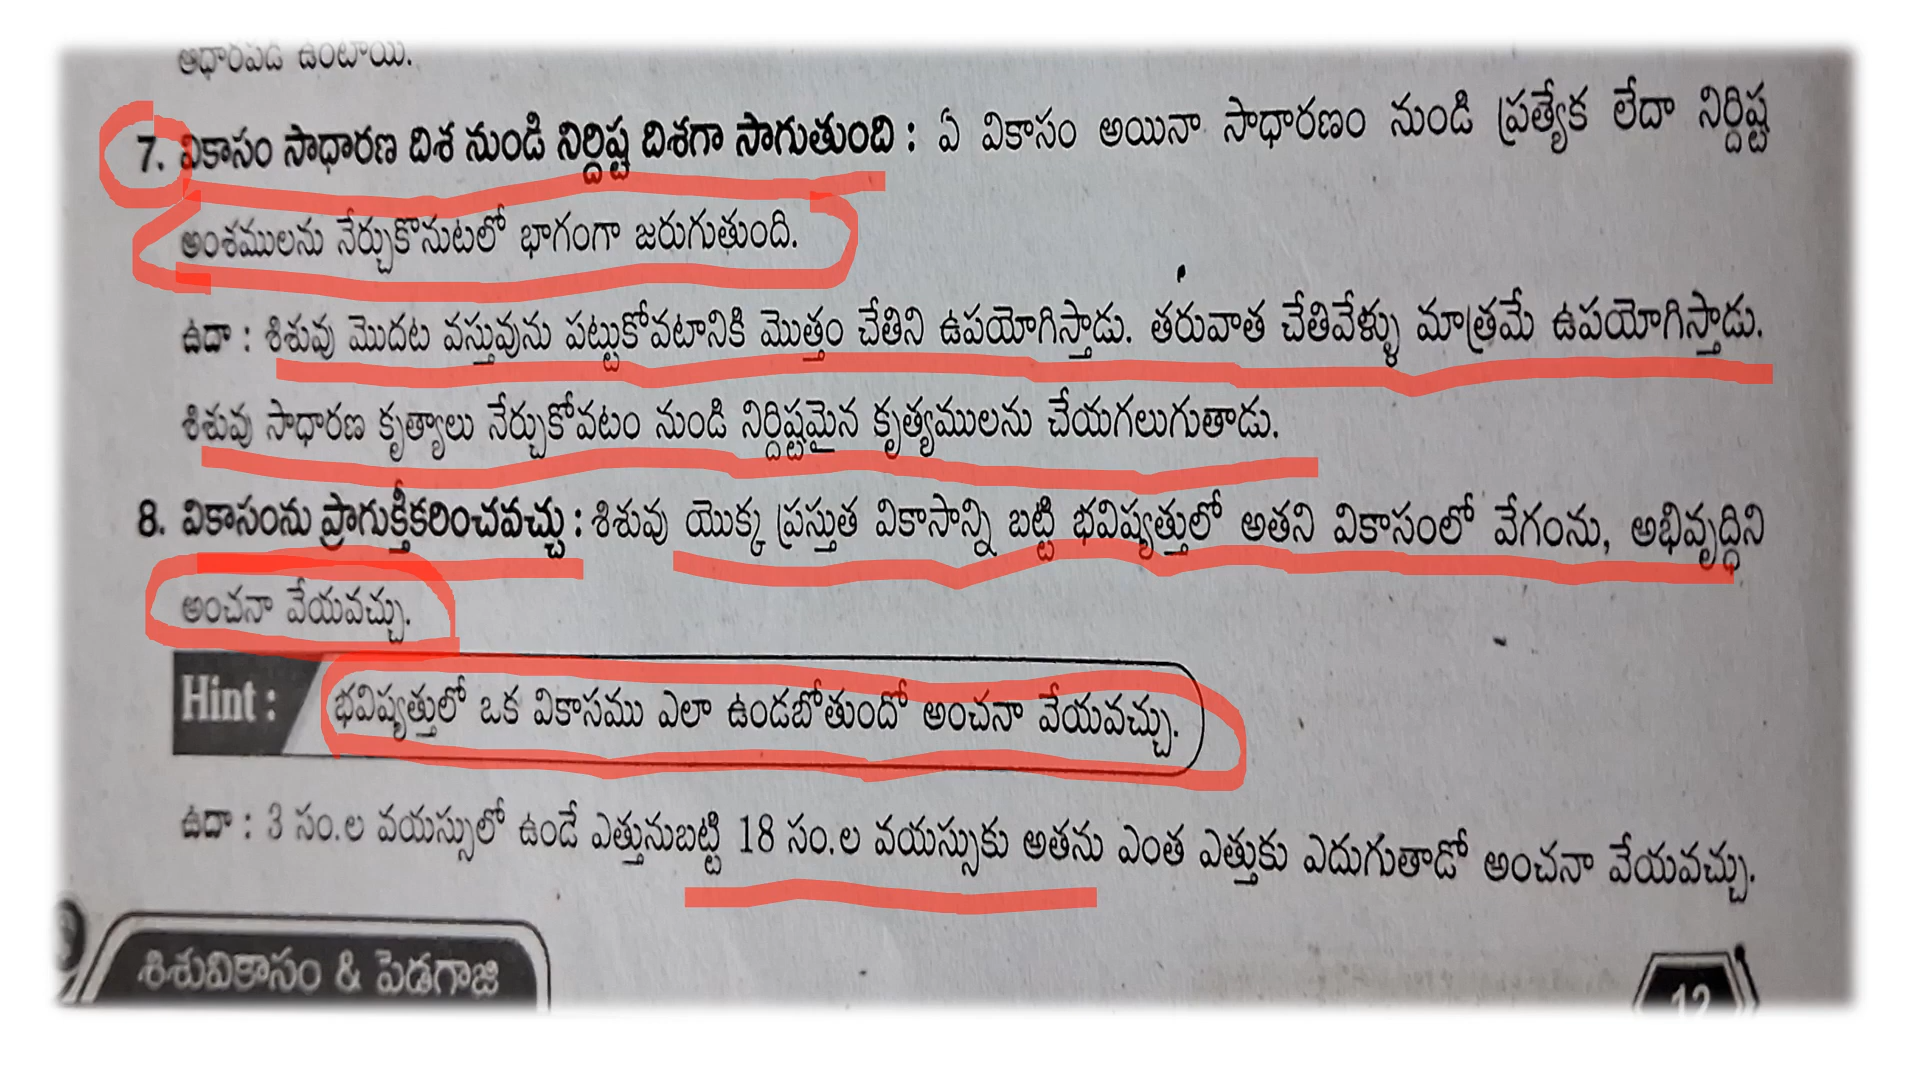 ఆధారపడి ఉంటాయి.
7. వికాసం సాధారణ దిశ నుండి నిర్దిష్ట దిశగా సాగుతుంది : ఏ వికాసం అయినా సాధారణం నుండి ప్రత్యేక లేదా నిర్దిష్ట
అంశములను నేర్చుకొనుటలో భాగంగా జరుగుతుంది.
ఉదా : శిశువు మొదట వస్తువును పట్టుకోవటానికి మొత్తం చేతిని ఉపయోగిస్తాడు. తరువాత చేతివేళ్ళు మాత్రమే ఉపయోగిస్తాడు.
శిశువు సాధారణ కృత్యాలు నేర్చుకోవటం నుండి నిర్దిష్టమైన కృత్యములను చేయగలుగుతాడు.
8. వికాసంను ప్రాగుక్తీకరించవచ్చు : శిశువు యొక్క ప్రస్తుత వికాసాన్ని బట్టి భవిష్యత్తులో అతని వికాసంలో వేగంను, అభివృద్ధిని
అంచనా వేయవచ్చు.
Hint : భవిష్యత్తులో ఒక వికాసము ఎలా ఉండబోతుందో అంచనా వేయవచ్చు.
ఉదా : 3 సం.ల వయస్సులో ఉండే ఎత్తునుబట్టి 18 సం.ల వయస్సుకు అతను ఎంత ఎత్తుకు ఎదుగుతాడో అంచనా వేయవచ్చు.
శిశువికాసం & పెడగాజి
12